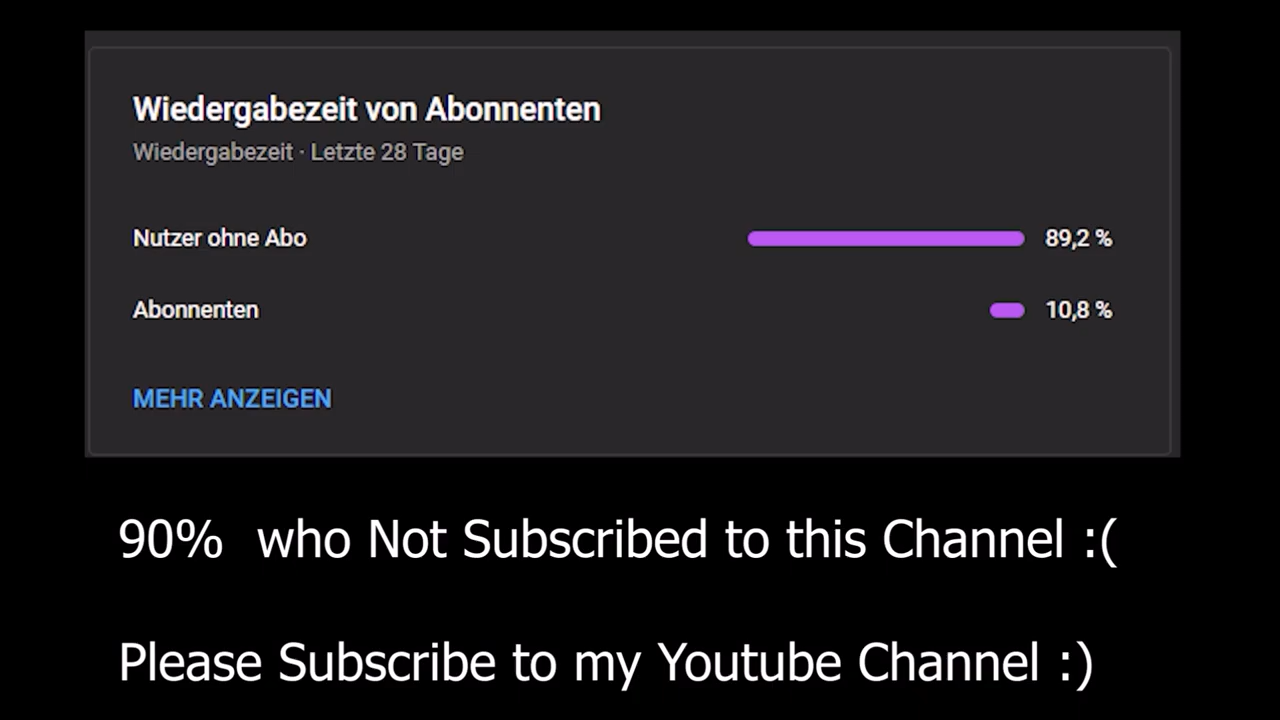 Wiedergabezeit von Abonnenten
Wiedergabezeit · Letzte 28 Tage
Nutzer ohne Abo 89,2 %
Abonnenten 10,8 %
MEHR ANZEIGEN
90% who Not Subscribed to this Channel :(
Please Subscribe to my Youtube Channel :)